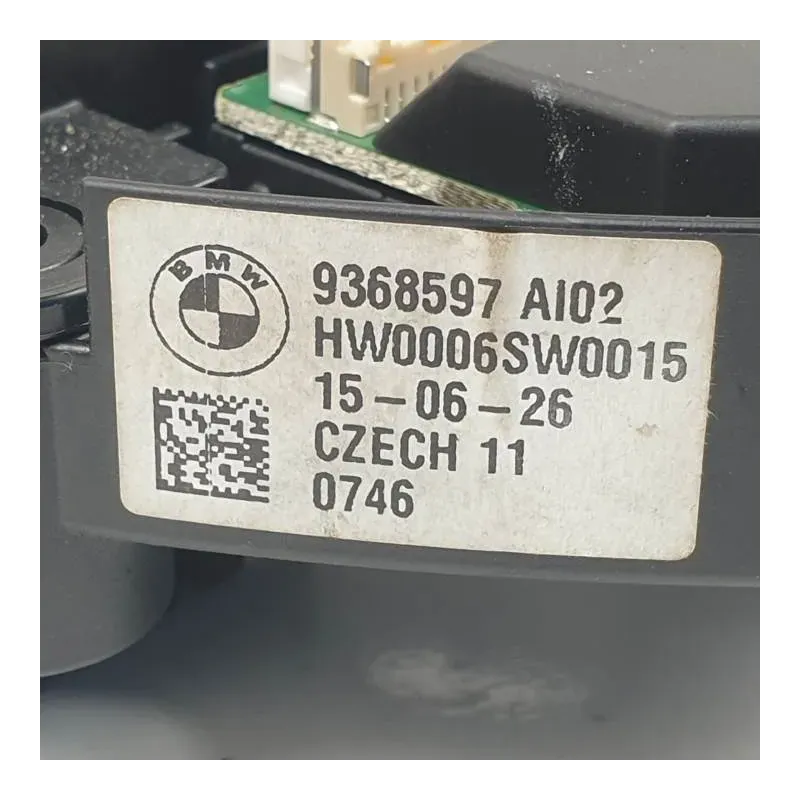 BMW
9368597 AI02
HW0006SW0015
15-06-26
CZECH 11
0746